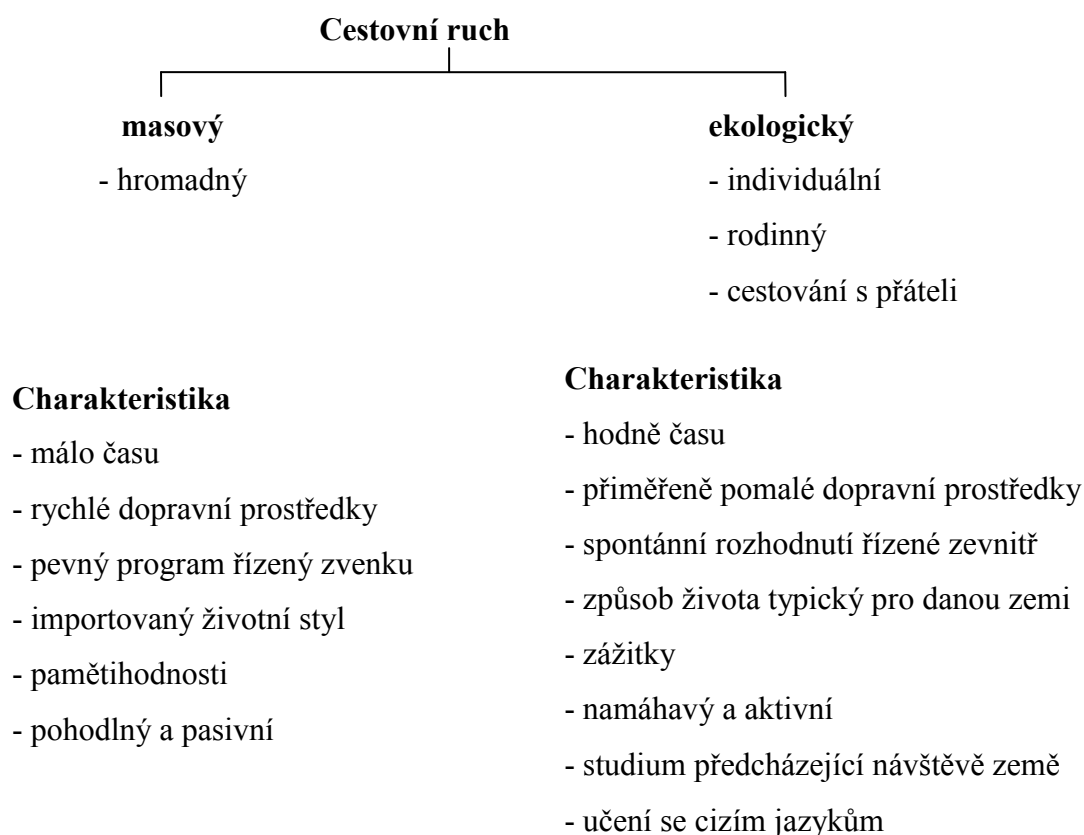 Cestovní ruch
masový
- hromadný
ekologický
- individuální
- rodinný
- cestování s přáteli
Charakteristika
- málo času
- rychlé dopravní prostředky
- pevný program řízený zvenku
- importovaný životní styl
- pamětihodnosti
- pohodlný a pasivní
Charakteristika
- hodně času
- přiměřeně pomalé dopravní prostředky
- spontánní rozhodnutí řízené zevnitř
- způsob života typický pro danou zemi
- zážitky
- namáhavý a aktivní
- studium předcházející návštěvě země
- učení se cizím jazykům